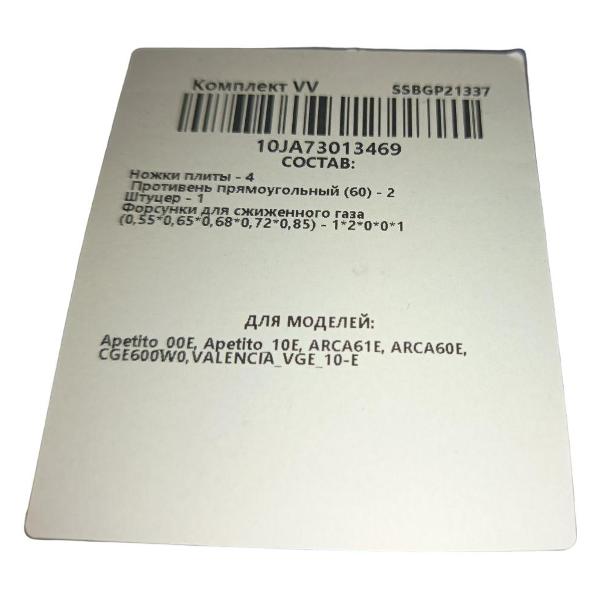 Комплект VV SSBGP21337
10JA73013469
СОСТАВ:
Ножки плиты - 4
Противень прямоугольный (60) - 2
Штуцер - 1
Форсунки для сжиженного газа
(0,55*0,65*0,68*0,72*0,85) - 1*2*0*0*1
ДЛЯ МОДЕЛЕЙ:
Apetito_00E, Apetito_10E, ARCA61E, ARCA60E,
CGE600W0,VALENCIA_VGE_10-E